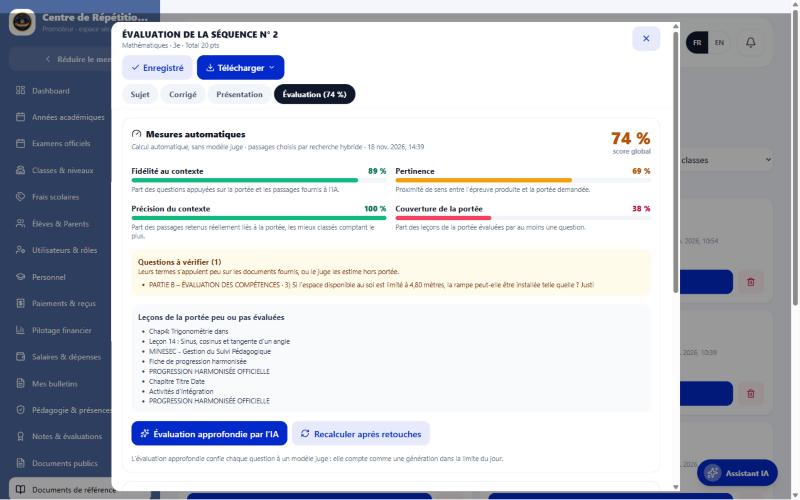 Centre de Répétitio...
Promoteur - espace sé
Réduire le men
Dashboard
Années académiques
Examens officiels
Classes & niveaux
Frais scolaires
Élèves & Parents
Utilisateurs & rôles
Personnel
Paiements & reçus
Pilotage financier
Salaires & dépenses
Mes bulletins
Pédagogie & présences
Notes & évaluations
Documents publics
Documents de référence
ÉVALUATION DE LA SÉQUENCE N° 2
Mathématiques · 3e · Total 20 pts
Enregistré
Télécharger
Sujet
Corrigé
Présentation
Évaluation (74 %)
Mesures automatiques
Calcul automatique, sans modèle juge · passages choisis par recherche hybride · 18 nov. 2026, 14:39
74 %
score global
Fidélité au contexte 89 %
Part des questions appuyées sur la portée et les passages fournis à l'IA.
Pertinence 69 %
Proximité de sens entre l'épreuve produite et la portée demandée.
Précision du contexte 100 %
Part des passages retenus réellement liés à la portée, les mieux classés comptant le
plus.
Couverture de la portée 38 %
Part des leçons de la portée évaluées par au moins une question.
Questions à vérifier (1)
Leurs termes s'appuient peu sur les documents fournis, ou le juge les estime hors portée.
• PARTIE B – ÉVALUATION DES COMPÉTENCES · 3) Si l'espace disponible au sol est limité à 4,80 mètres, la rampe peut-elle être installée telle quelle ? Justi
Leçons de la portée peu ou pas évaluées
• Chap4: Trigonométrie dans
• Leçon 14 : Sinus, cosinus et tangente d'un angle
• MINESEC - Gestion du Suivi Pédagogique
• Fiche de progression harmonisée
• PROGRESSION HARMONISÉE OFFICIELLE
• Chapitre Titre Date
• Activités d'Intégration
• PROGRESSION HARMONISÉE OFFICIELLE
Évaluation approfondie par l'IA
Recalculer après retouches
L'évaluation approfondie confie chaque question à un modèle juge : elle compte comme une génération dans la limite du jour.
FR
EN
classes
. 2026, 10:54
. 2026, 10:39
. 2026,
Assistant IA